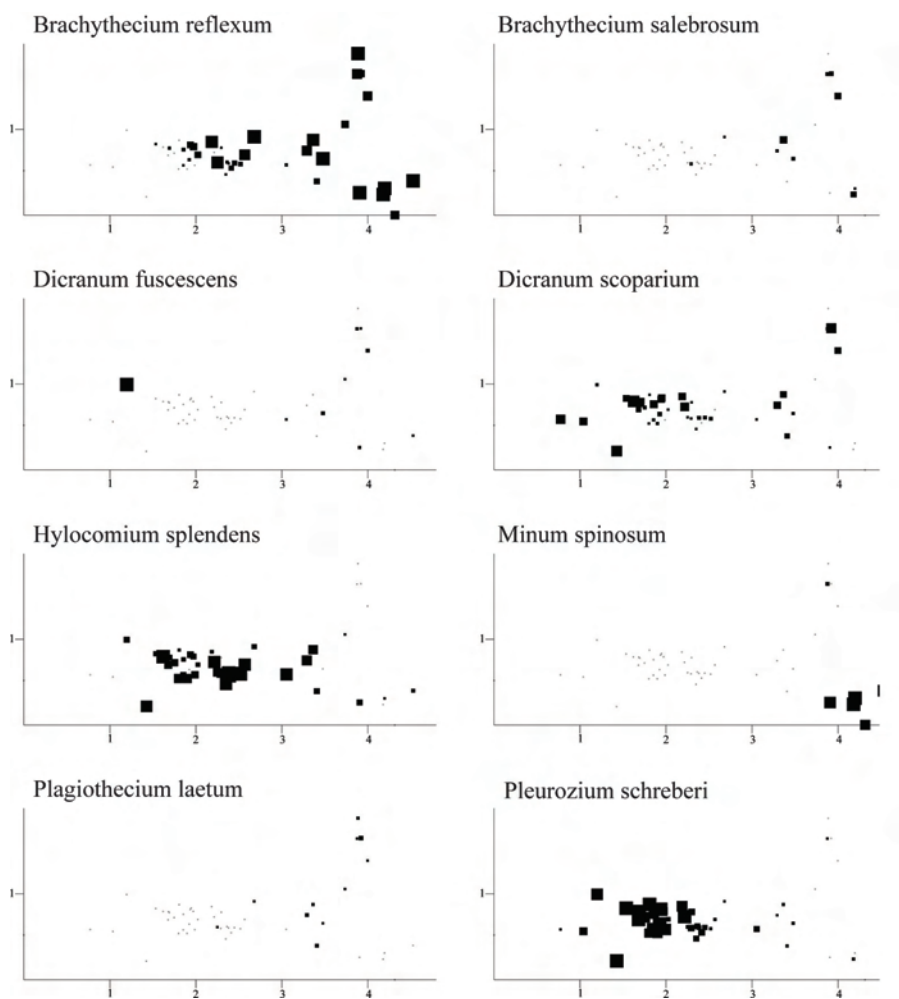 Brachythecium reflexum
1
1 2 3 4
Brachythecium salebrosum
1
1 2 3 4
Dicranum fuscescens
1
1 2 3 4
Dicranum scoparium
1
1 2 3 4
Hylocomium splendens
1
1 2 3 4
Minum spinosum
1
1 2 3 4
Plagiothecium laetum
1
1 2 3 4
Pleurozium schreberi
1
1 2 3 4